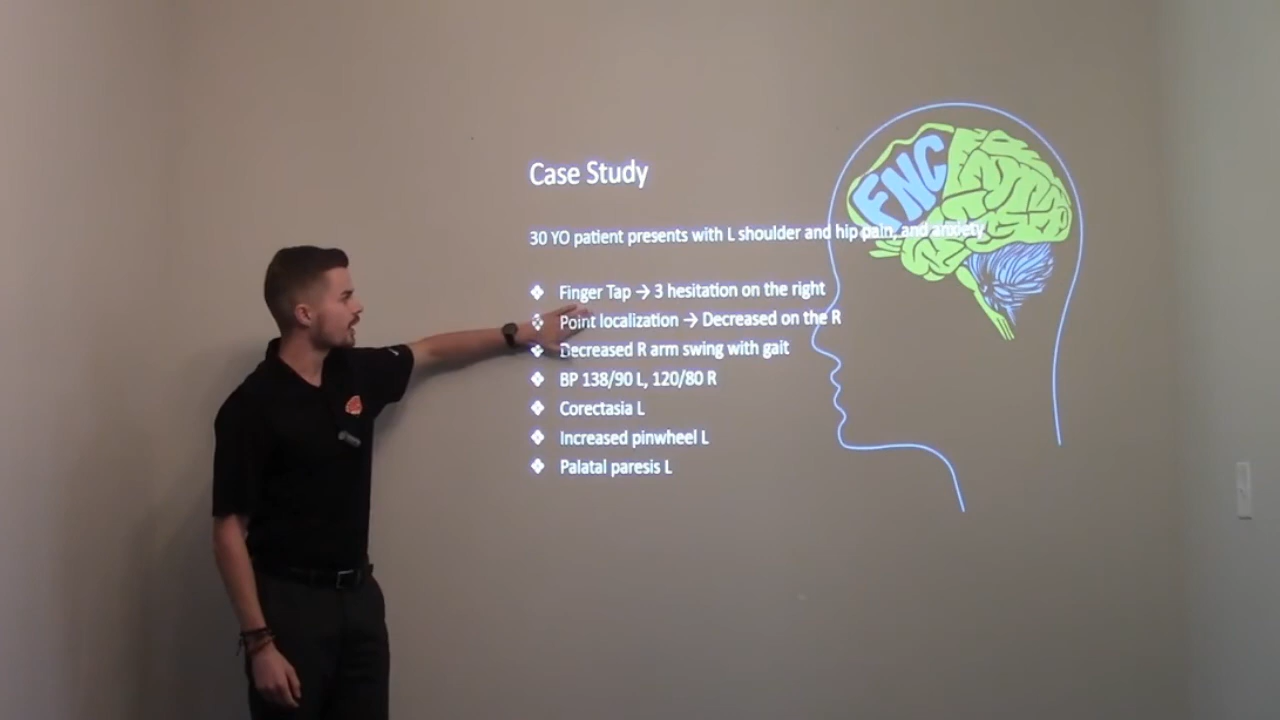 Case Study
FNC
30 YO patient presents with L shoulder and hip pain, and anxiety
❖ Finger Tap → 3 hesitation on the right
❖ Point localization → Decreased on the R
❖ Decreased R arm swing with gait
❖ BP 138/90 L, 120/80 R
❖ Corectasia L
❖ Increased pinwheel L
❖ Palatal paresis L